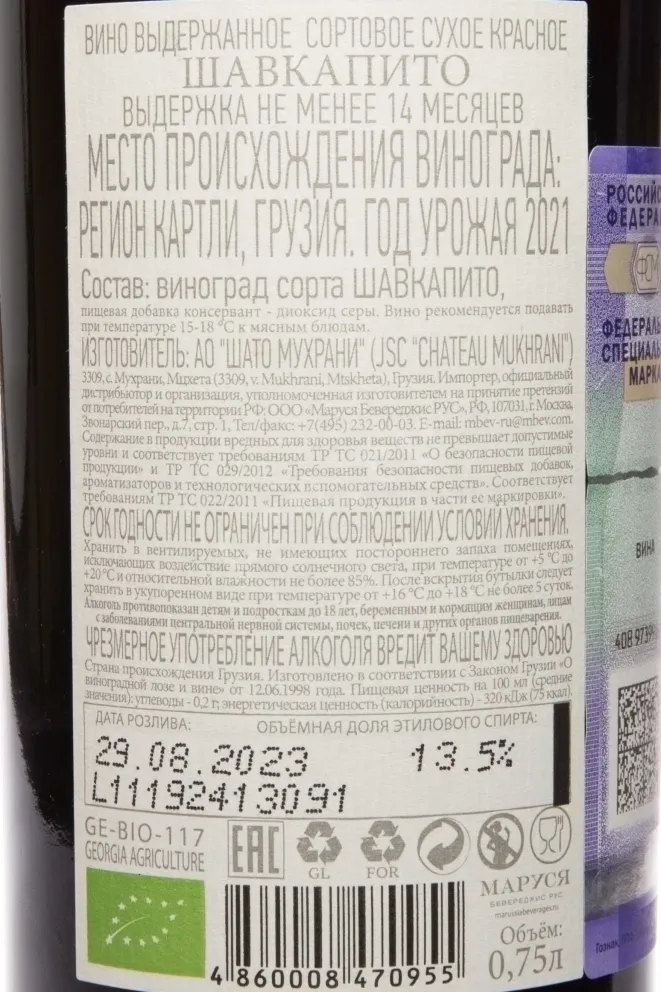 ВИНО ВЫДЕРЖАННОЕ СОРТОВОЕ СУХОЕ КРАСНОЕ
ШАВКАПИТО
ВЫДЕРЖКА НЕ МЕНЕЕ 14 МЕСЯЦЕВ
МЕСТО ПРОИСХОЖДЕНИЯ ВИНОГРАДА:
РЕГИОН КАРТЛИ, ГРУЗИЯ. ГОД УРОЖАЯ 2021
Состав: виноград сорта ШАВКАПИТО,
пищевая добавка консервант - диоксид серы. Вино рекомендуется подавать
при температуре 15-18 °С к мясным блюдам.
ИЗГОТОВИТЕЛЬ: АО "ШАТО МУХРАНИ" (JSC "CHATEAU MUKHRANI")
3309, с. Мухрани, Мцхета (3309, v. Mukhrani, Mtskheta), Грузия. Импортер, официальный
дистрибьютор и организация, уполномоченная изготовителем на принятие претензий
от потребителей на территории РФ: ООО «Маруся Бевереджис РУС», РФ, 107031, г. Москва,
Звонарский пер., д.7, стр. 1, Тел/факс: +7(495) 232-00-03. E-mail: mbev-ru@mbev.com.
Содержание в продукции вредных для здоровья веществ не превышает допустимые
уровни и соответствует требованиям ТР ТС 021/2011 «О безопасности пищевой
продукции» и ТР ТС 029/2012 «Требования безопасности пищевых добавок,
ароматизаторов и технологических вспомогательных средств». Соответствует
требованиям ТР ТС 022/2011 «Пищевая продукция в части ее маркировки».
СРОК ГОДНОСТИ НЕ ОГРАНИЧЕН ПРИ СОБЛЮДЕНИИ УСЛОВИЙ ХРАНЕНИЯ.
Хранить в вентилируемых, не имеющих постороннего запаха помещениях,
исключающих воздействие прямого солнечного света, при температуре от +5 °С до
+20 °С и относительной влажности не более 85%. После вскрытия бутылки следует
хранить в укупоренном виде при температуре от +16 °С до +18 °С не более 5 суток.
Алкоголь противопоказан детям и подросткам до 18 лет, беременным и кормящим женщинам, лицам
с заболеваниями центральной нервной системы, почек, печени и других органов пищеварения.
ЧРЕЗМЕРНОЕ УПОТРЕБЛЕНИЕ АЛКОГОЛЯ ВРЕДИТ ВАШЕМУ ЗДОРОВЬЮ
Страна происхождения Грузия. Изготовлено в соответствии с Законом Грузии «О
виноградной лозе и вине» от 12.06.1998 года. Пищевая ценность на 100 мл (средние
значения): углеводы - 0,2 г; энергетическая ценность (калорийность) - 320 кДж (75 ккал).
ДАТА РОЗЛИВА: ОБЪЁМНАЯ ДОЛЯ ЭТИЛОВОГО СПИРТА:
29.08.2023 13.5%
L11192413091
GE-BIO-117
GEORGIA AGRICULTURE
EAC
GL FOR
МАРУСЯ
БЕВЕРЕДЖИС РУС
marussiabeverages.ru
Объём:
0,75л
4 860008 470955
РОССИЙС
ФЕДЕРА
ФСМ
ФЕДЕРАЛЬ
СПЕЦИАЛЬ
МАРКА
ВИНА